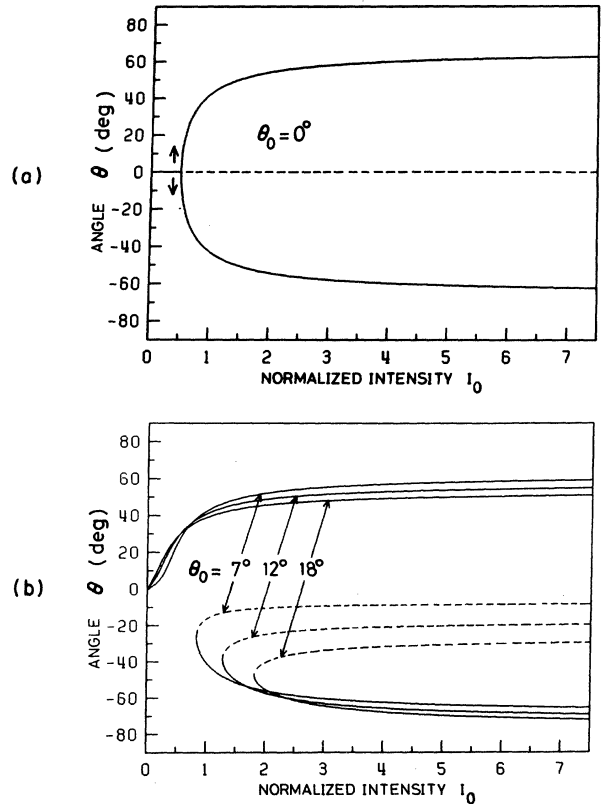 (a)
ANGLE θ (deg)
80
60
40
20
0
-20
-40
-60
-80
θ₀ = 0°
0 1 2 3 4 5 6 7
NORMALIZED INTENSITY I₀
(b)
ANGLE θ (deg)
80
60
40
20
0
-20
-40
-60
-80
θ₀ = 7° 12° 18°
0 1 2 3 4 5 6 7
NORMALIZED INTENSITY I₀